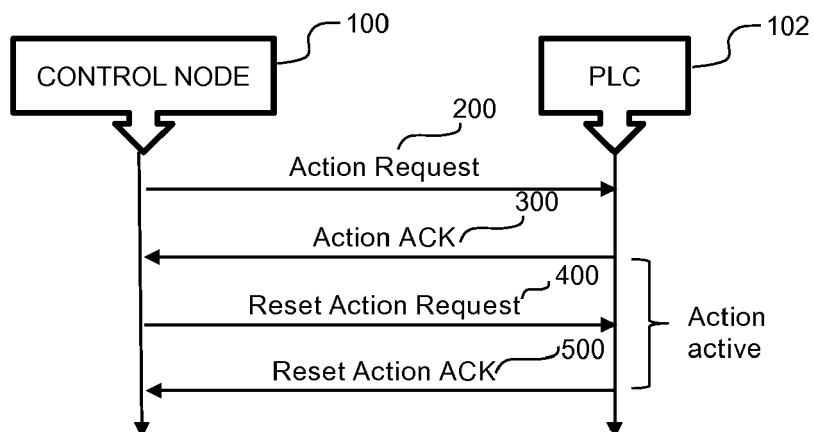 100
102
CONTROL NODE
PLC
200
Action Request
300
Action ACK
400
Reset Action Request
500
Reset Action ACK
Action
active